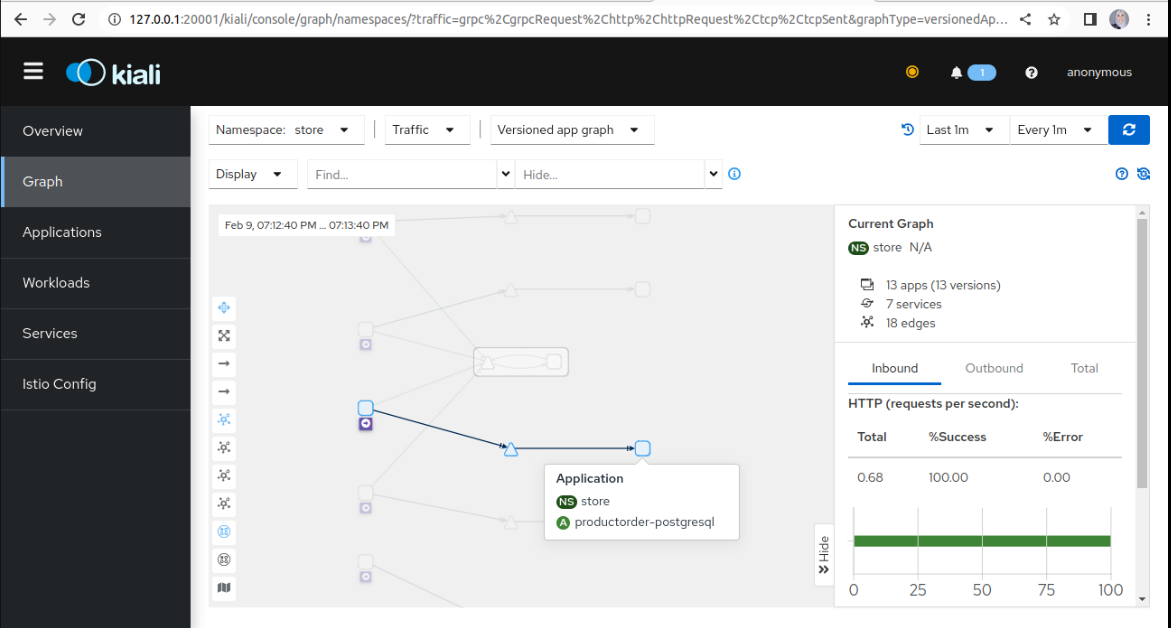 127.0.0.1:20001/kiali/console/graph/namespaces/?traffic=grpc%2CgrpcRequest%2Chttp%2ChttpRequest%2Ctcp%2CtcpSent&graphType=versionedAp...
kiali
1
anonymous
Overview
Graph
Applications
Workloads
Services
Istio Config
Namespace: store
Traffic
Versioned app graph
Last 1m
Every 1m
Display
Find...
Hide...
Feb 9, 07:12:40 PM ... 07:13:40 PM
Application
NS store
A productorder-postgresql
Hide
Current Graph
NS store N/A
13 apps (13 versions)
7 services
18 edges
Inbound Outbound Total
HTTP (requests per second):
Total %Success %Error
0.68 100.00 0.00
0 25 50 75 100